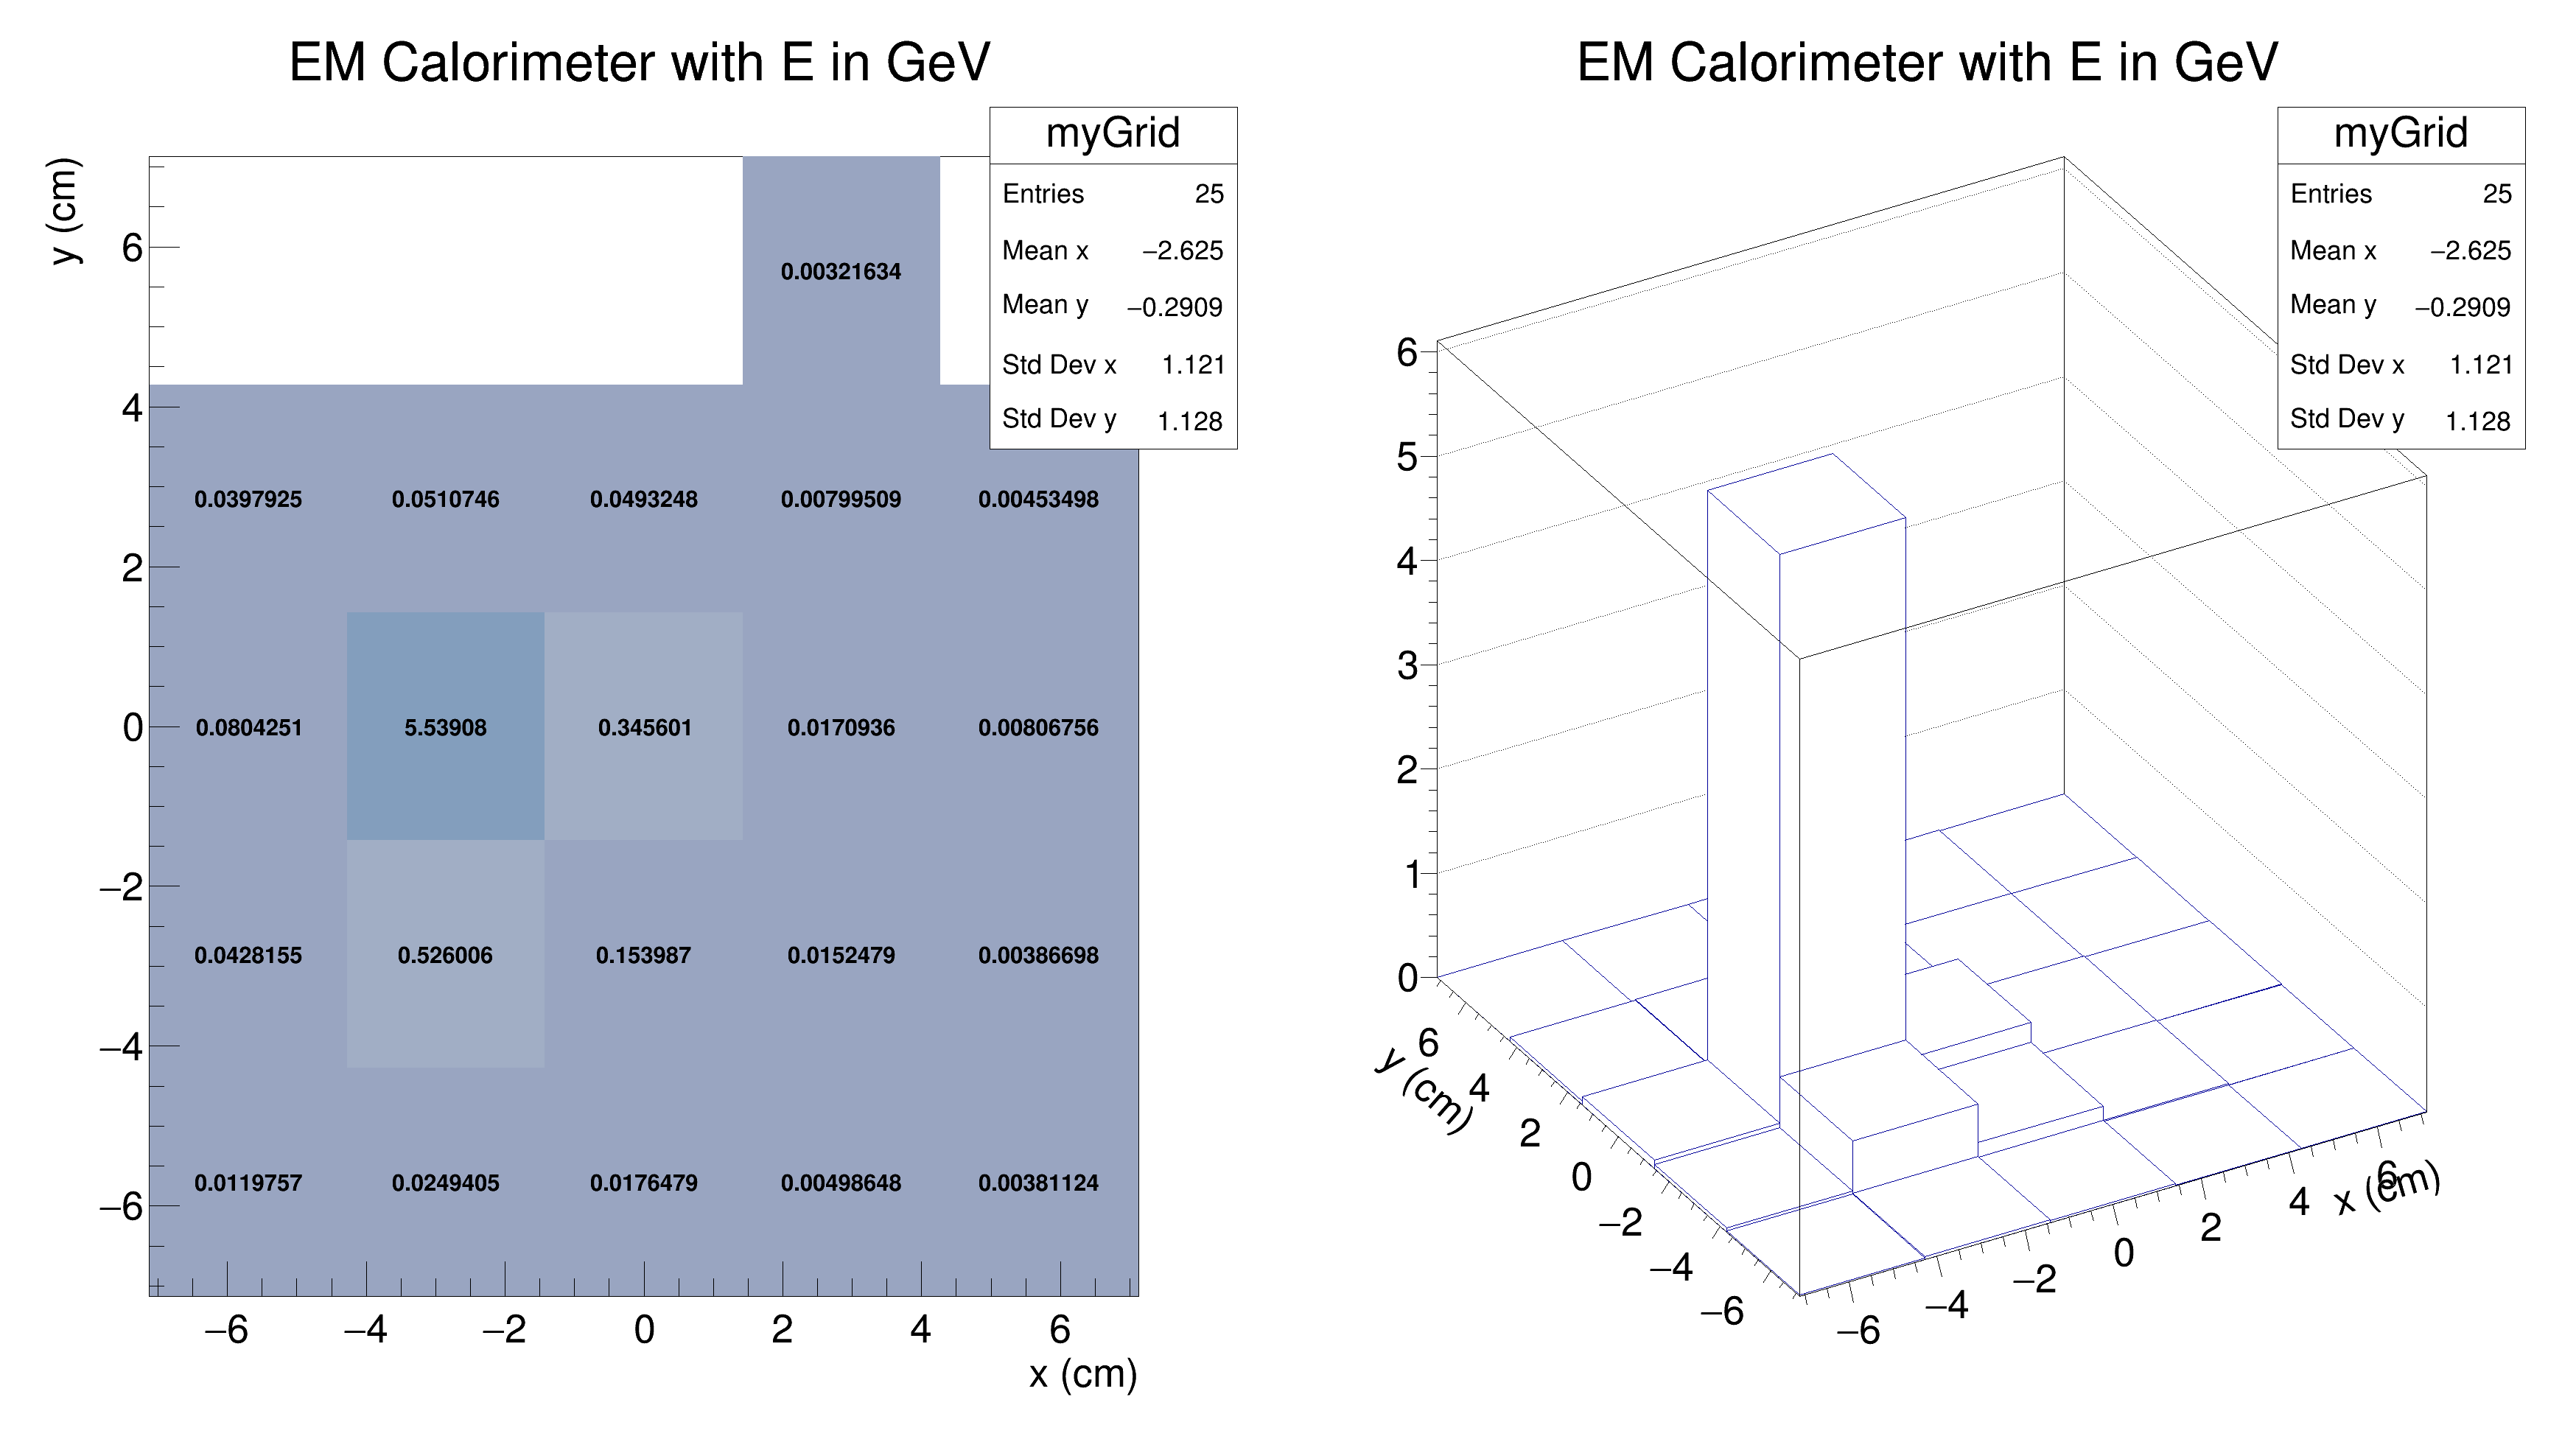 EM Calorimeter with E in GeV
myGrid
Entries 25
Mean x −2.625
Mean y −0.2909
Std Dev x 1.121
Std Dev y 1.128
y (cm)
6
4
2
0
−2
−4
−6
0.00321634
0.0397925 0.0510746 0.0493248 0.00799509 0.00453498
0.0804251 5.53908 0.345601 0.0170936 0.00806756
0.0428155 0.526006 0.153987 0.0152479 0.00386698
0.0119757 0.0249405 0.0176479 0.00498648 0.00381124
−6 −4 −2 0 2 4 6
x (cm)
EM Calorimeter with E in GeV
myGrid
Entries 25
Mean x −2.625
Mean y −0.2909
Std Dev x 1.121
Std Dev y 1.128
6
5
4
3
2
1
0
y (cm)
6
4
2
0
−2
−4
−6
−6 −4 −2 0 2 4 6
x (cm)